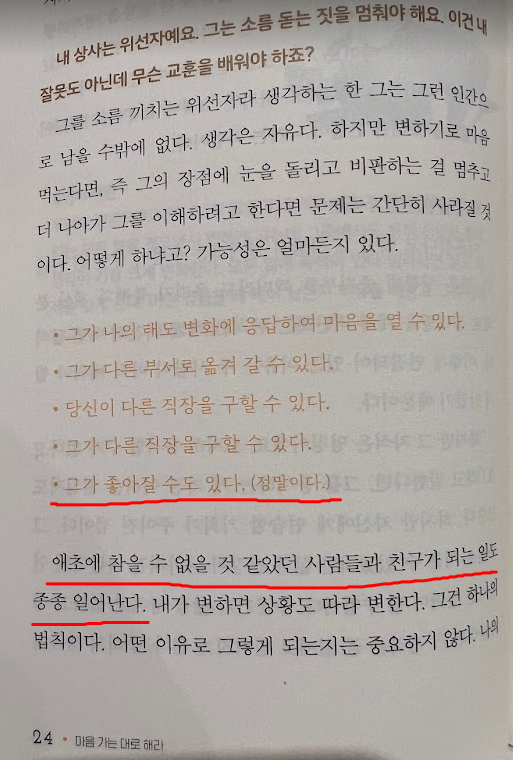 내 상사는 위선자예요. 그는 소름 돋는 짓을 멈춰야 해요. 이건 내
잘못도 아닌데 무슨 교훈을 배워야 하죠?
그를 소름 끼치는 위선자라 생각하는 한 그는 그런 인간으
로 남을 수밖에 없다. 생각은 자유다. 하지만 변하기로 마음
먹는다면, 즉 그의 장점에 눈을 돌리고 비판하는 걸 멈추고
더 나아가 그를 이해하려고 한다면 문제는 간단히 사라질 것
이다. 어떻게 하냐고? 가능성은 얼마든지 있다.
• 그가 나의 태도 변화에 응답하여 마음을 열 수 있다.
• 그가 다른 부서로 옮겨 갈 수 있다.
• 당신이 다른 직장을 구할 수 있다.
• 그가 다른 직장을 구할 수 있다.
• 그가 좋아질 수도 있다. (정말이다.)
애초에 참을 수 없을 것 같았던 사람들과 친구가 되는 일도
종종 일어난다. 내가 변하면 상황도 따라 변한다. 그건 하나의
법칙이다. 어떤 이유로 그렇게 되는지는 중요하지 않다. 나의
24 • 마음 가는 대로 해라